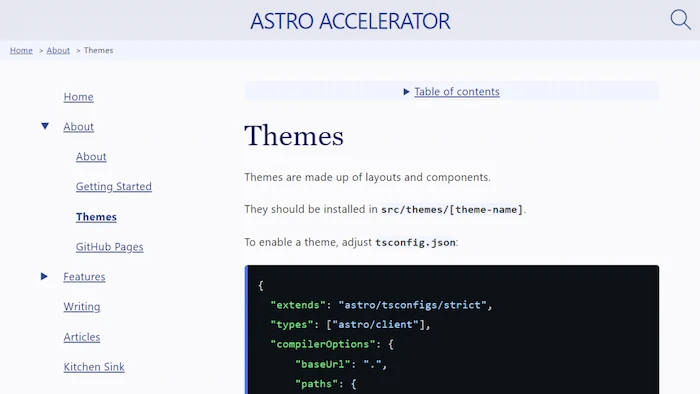 ASTRO ACCELERATOR
Home > About > Themes
Home
About
About
Getting Started
Themes
GitHub Pages
Features
Writing
Articles
Kitchen Sink
Table of contents
Themes
Themes are made up of layouts and components.
They should be installed in src/themes/[theme-name].
To enable a theme, adjust tsconfig.json:
{
"extends": "astro/tsconfigs/strict",
"types": ["astro/client"],
"compilerOptions": {
"baseUrl": ".",
"paths": {